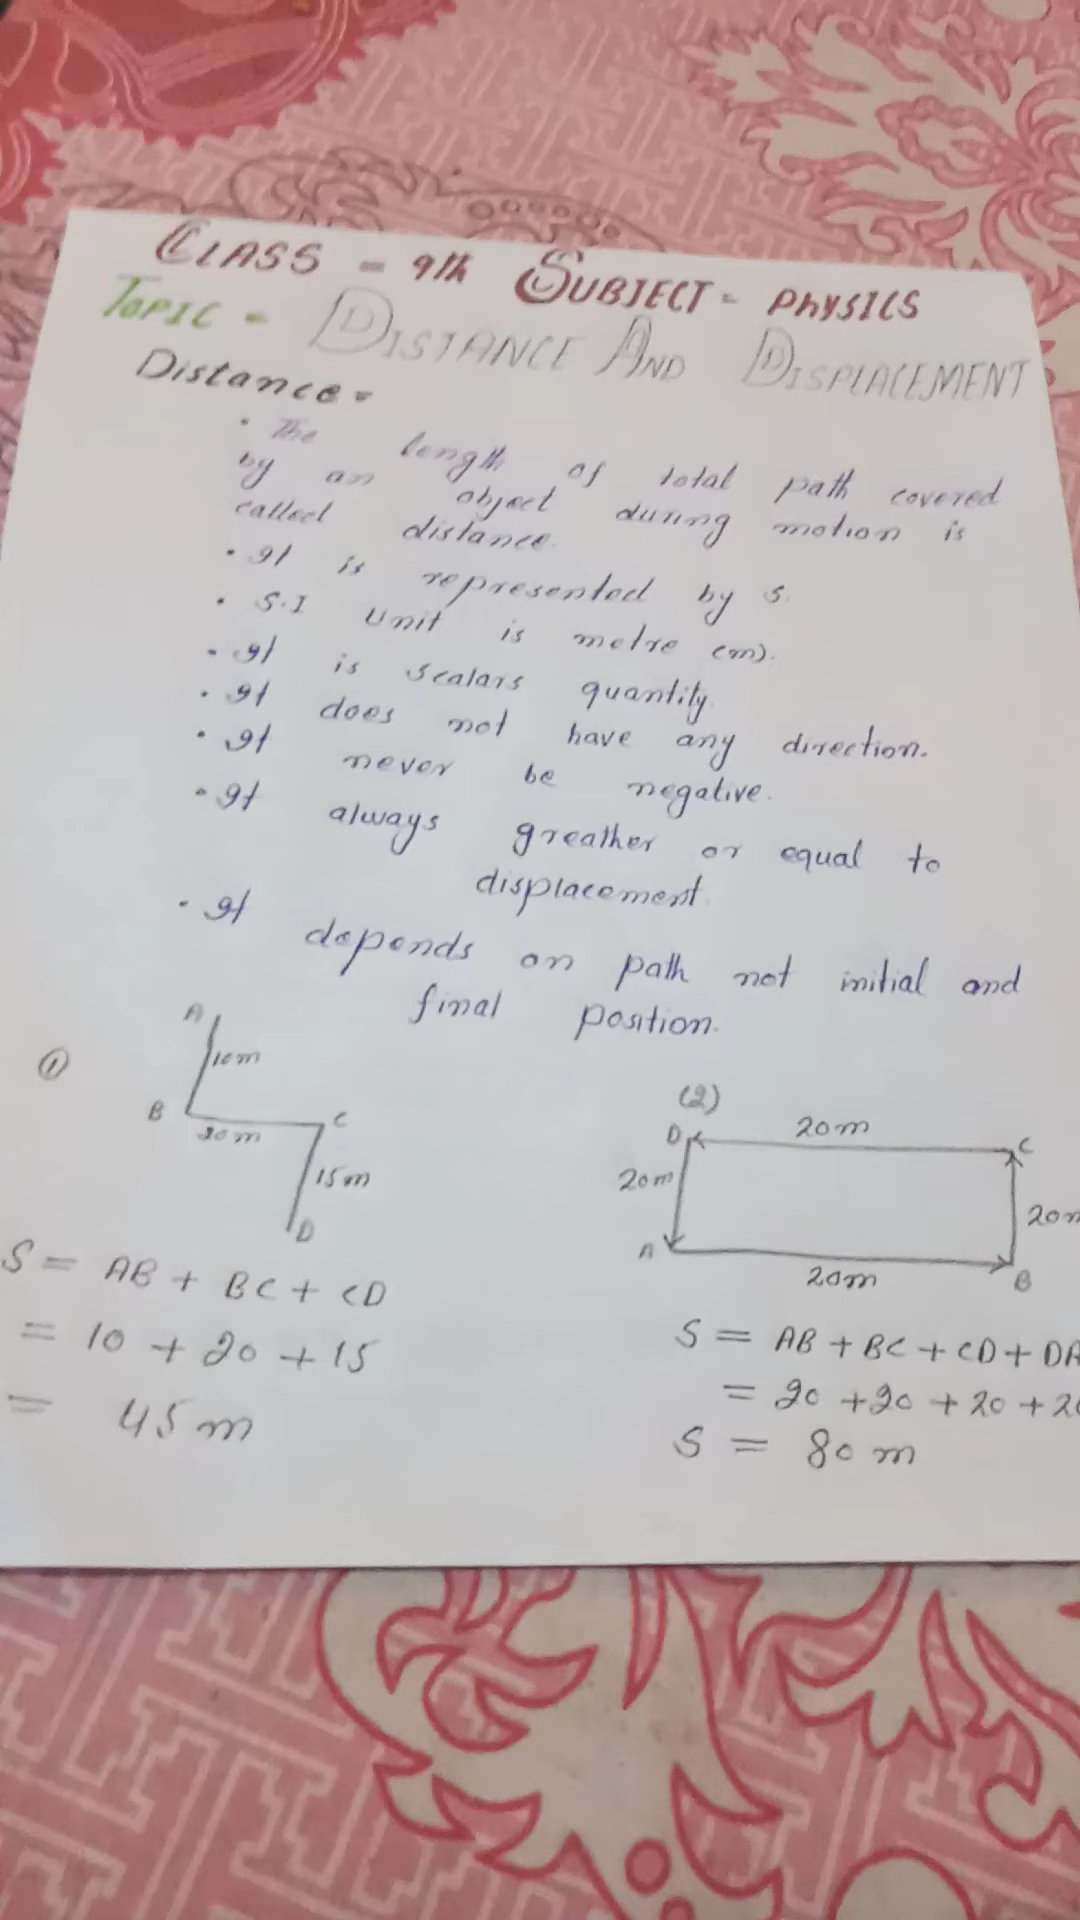 CLASS = 9th SUBJECT = PHYSICS
TOPIC = DISTANCE AND DISPLACEMENT
Distance =
• The length of total path covered
by an object during motion is
called distance.
• It is represented by s.
• S.I Unit is metre (m).
• It is scalars quantity.
• It does not have any direction.
• It never be negative.
• It always greather or equal to
displacement.
• It depends on path not initial and
final position.
①
A
10m
B
20m
C
15m
D
S = AB + BC + CD
= 10 + 20 + 15
= 45 m
(2)
D 20m C
20m
20m
A 20m B
S = AB + BC + CD + DA
= 20 + 20 + 20 + 20
S = 80 m